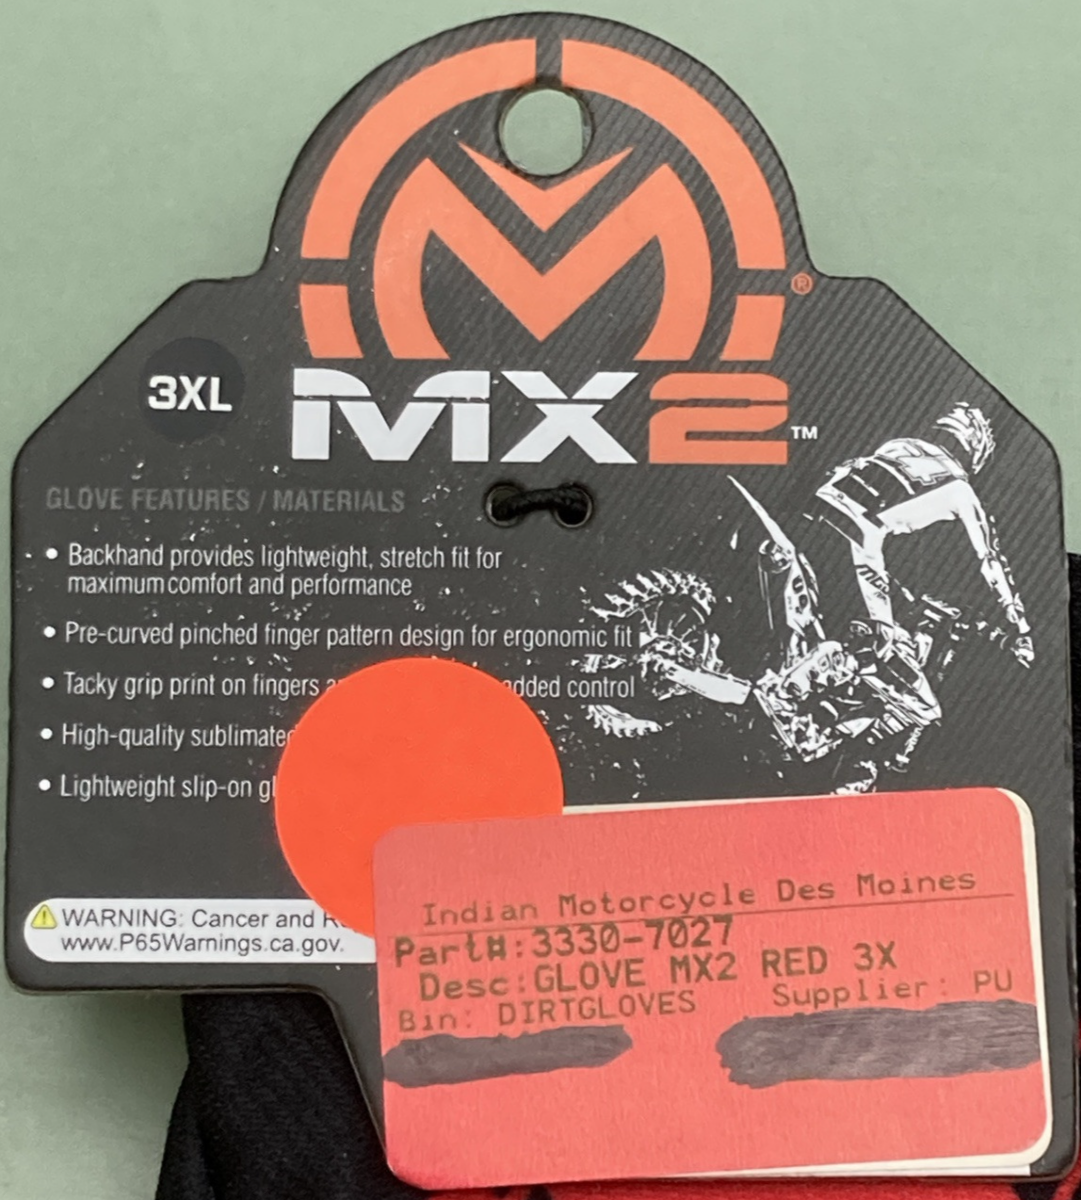 ®
3XL
MX2™
GLOVE FEATURES / MATERIALS
• Backhand provides lightweight, stretch fit for
maximum comfort and performance
• Pre-curved pinched finger pattern design for ergonomic fit
• Tacky grip print on fingers control
• High-quality
• Lightweight slip-on
WARNING: Cancer and
www.P65Warnings.ca.gov.
Indian Motorcycle Des Moines
Part#:3330-7027
Desc:GLOVE MX2 RED 3X
Bin: DIRTGLOVES Supplier: PU